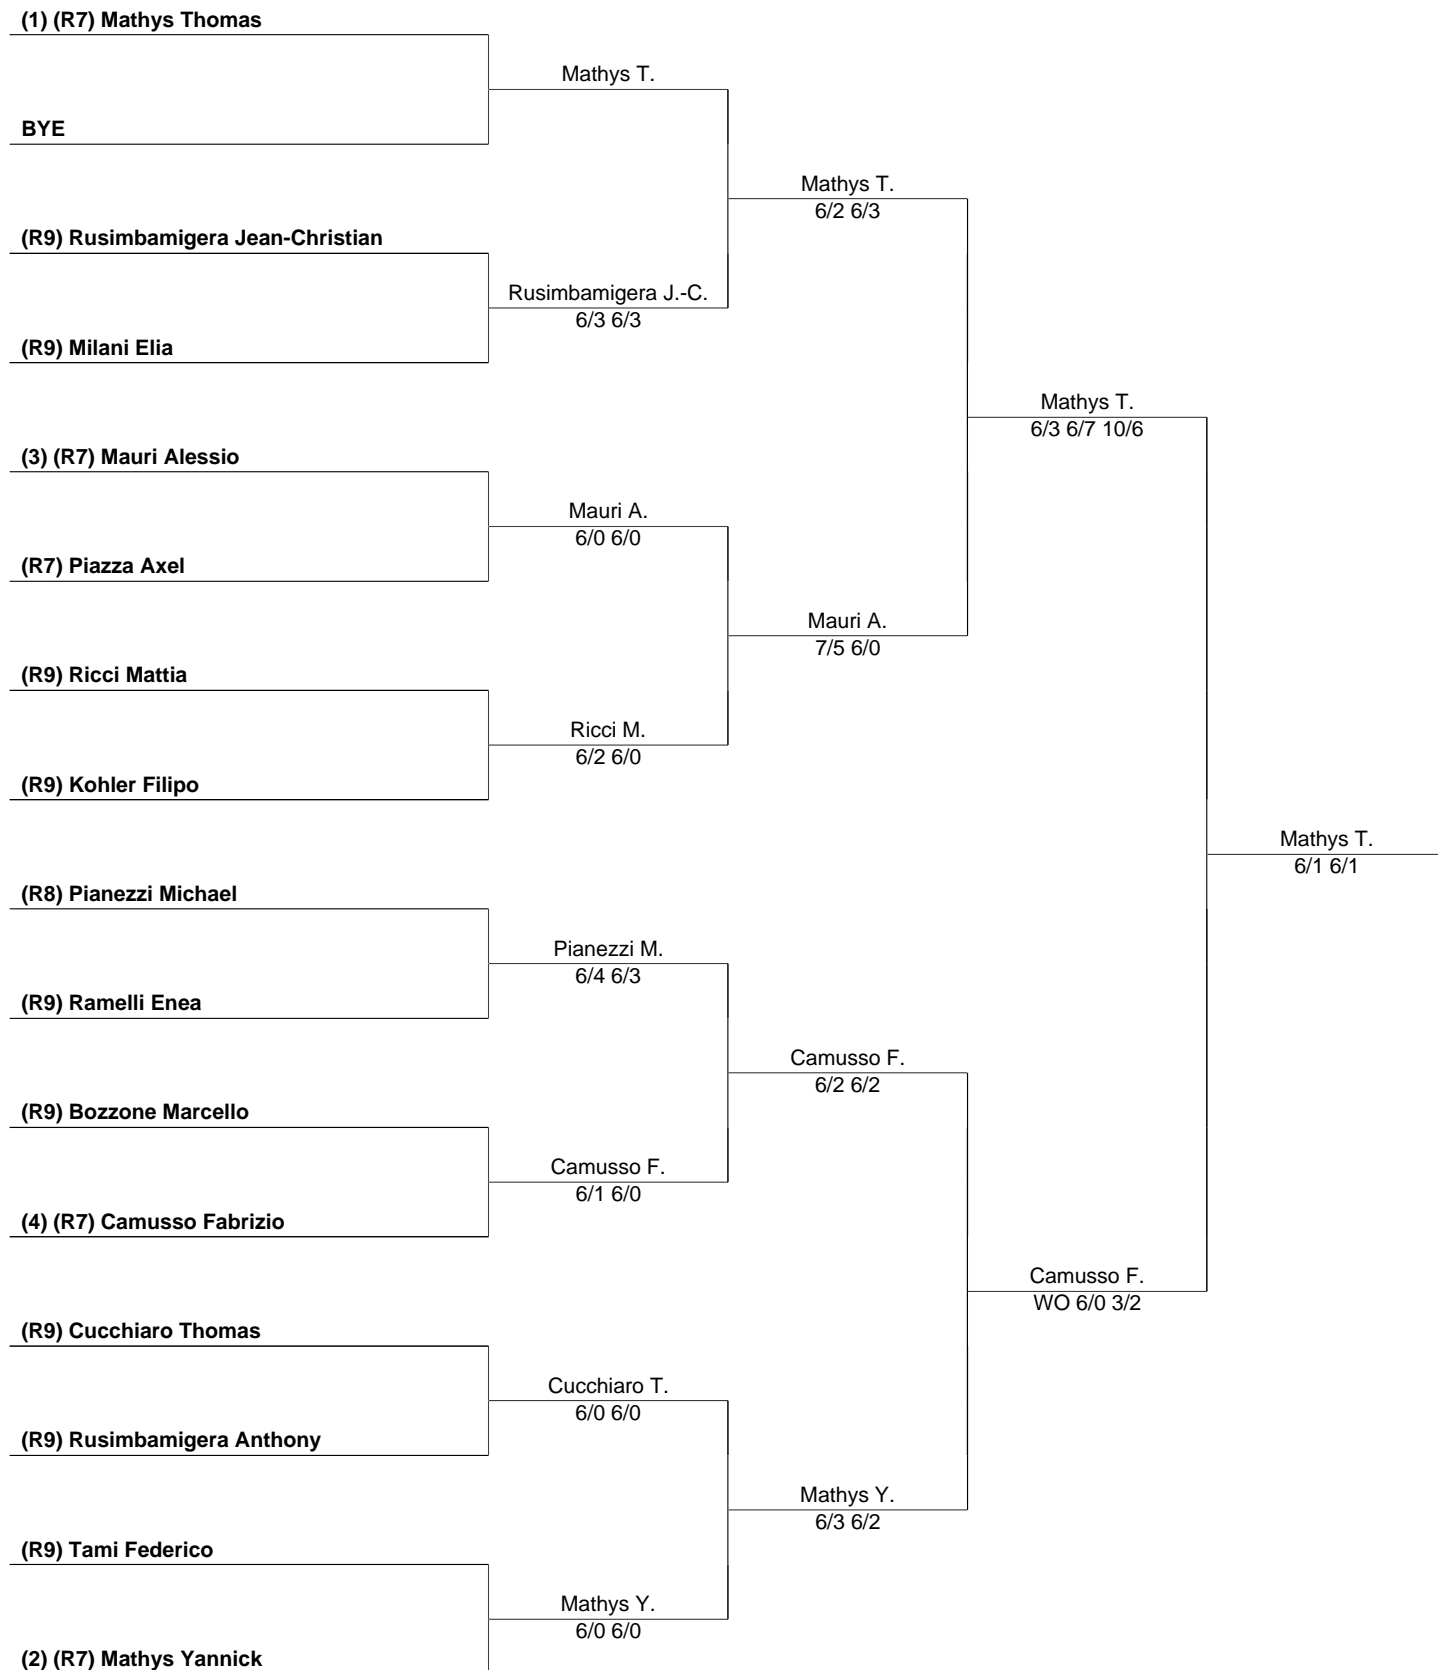 (1) (R7) Mathys Thomas
Mathys T.
BYE
Mathys T.
6/2 6/3
(R9) Rusimbamigera Jean-Christian
Rusimbamigera J.-C.
6/3 6/3
(R9) Milani Elia
Mathys T.
6/3 6/7 10/6
(3) (R7) Mauri Alessio
Mauri A.
6/0 6/0
(R7) Piazza Axel
Mauri A.
7/5 6/0
(R9) Ricci Mattia
Ricci M.
6/2 6/0
(R9) Kohler Filipo
Mathys T.
6/1 6/1
(R8) Pianezzi Michael
Pianezzi M.
6/4 6/3
(R9) Ramelli Enea
Camusso F.
6/2 6/2
(R9) Bozzone Marcello
Camusso F.
6/1 6/0
(4) (R7) Camusso Fabrizio
Camusso F.
WO 6/0 3/2
(R9) Cucchiaro Thomas
Cucchiaro T.
6/0 6/0
(R9) Rusimbamigera Anthony
Mathys Y.
6/3 6/2
(R9) Tami Federico
Mathys Y.
6/0 6/0
(2) (R7) Mathys Yannick